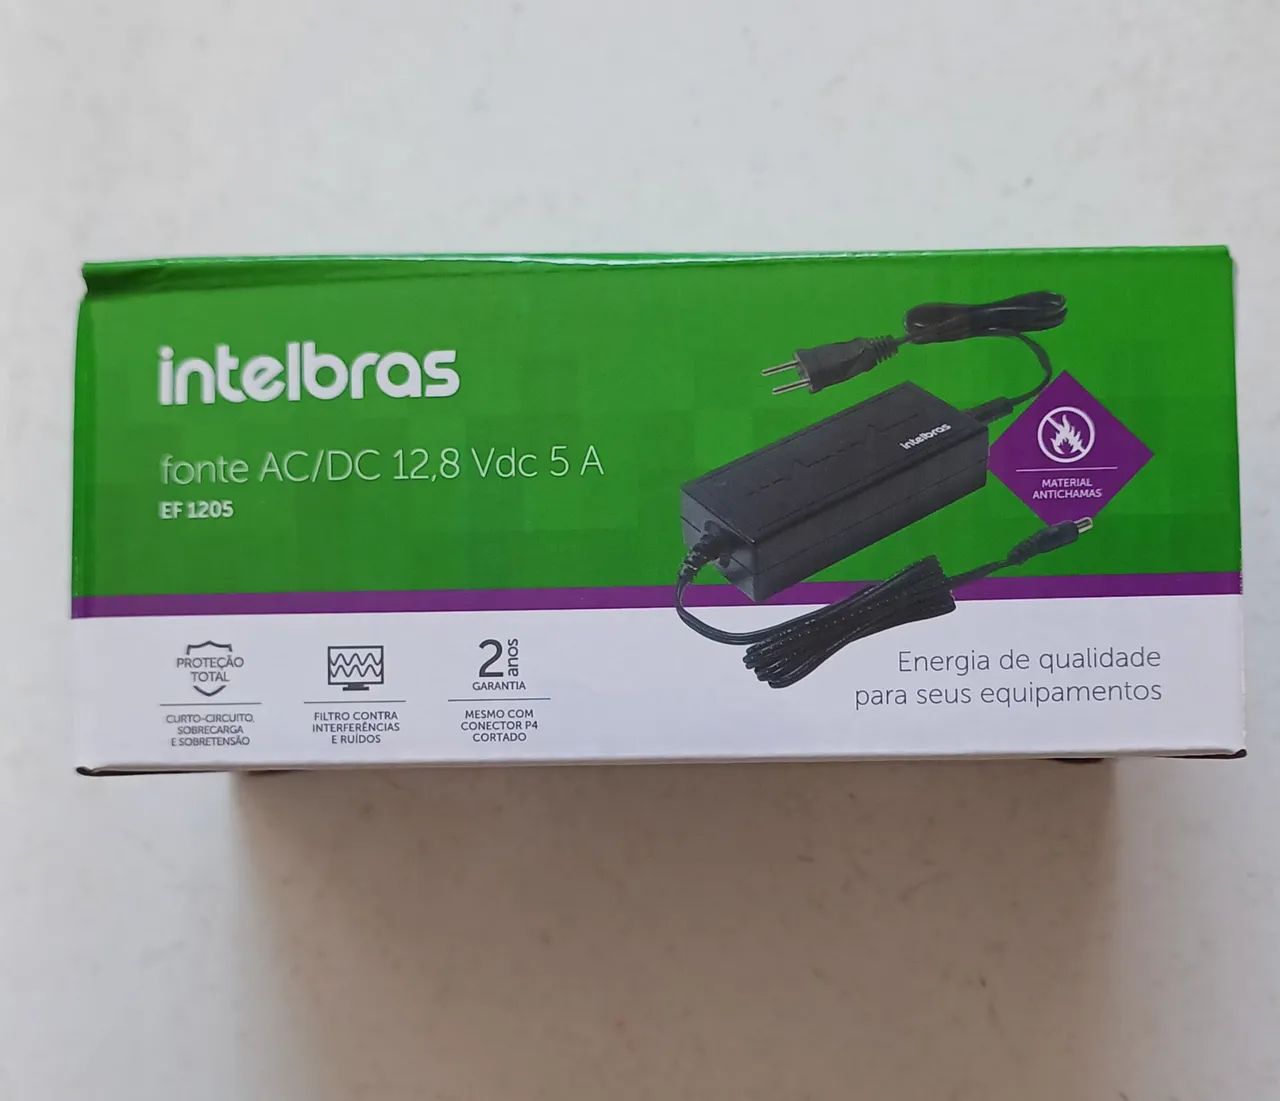 intelbras
fonte AC/DC 12,8 Vdc 5 A
EF 1205
intelbras
MATERIAL
ANTICHAMAS
PROTEÇÃO
TOTAL
CURTO-CIRCUITO,
SOBRECARGA
E SOBRETENSÃO
FILTRO CONTRA
INTERFERÊNCIAS
E RUÍDOS
2 anos
GARANTIA
MESMO COM
CONECTOR P4
CORTADO
Energia de qualidade
para seus equipamentos